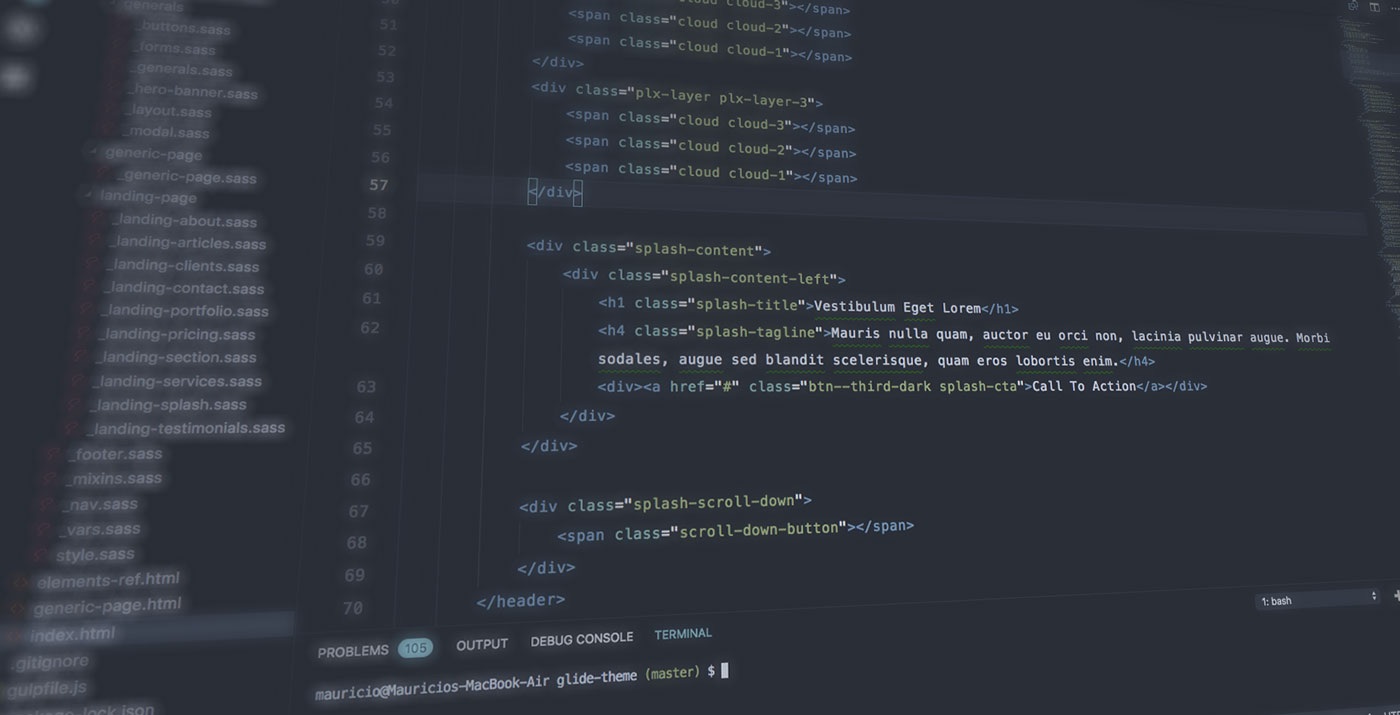 generals
_buttons.sass
_forms.sass
_generals.sass
_hero-banner.sass
_layout.sass
_modal.sass
generic-page
_generic-page.sass
landing-page
_landing-about.sass
_landing-articles.sass
_landing-clients.sass
_landing-contact.sass
_landing-portfolio.sass
_landing-pricing.sass
_landing-section.sass
_landing-services.sass
_landing-splash.sass
_landing-testimonials.sass
_footer.sass
_mixins.sass
_nav.sass
_vars.sass
style.sass
elements-ref.html
generic-page.html
index.html
.gitignore
gulpfile.js
lock.json
cloud-3"></span>
51 <span class="cloud cloud-2"></span>
52 <span class="cloud cloud-1"></span>
53 </div>
54 <div class="plx-layer plx-layer-3">
55 <span class="cloud cloud-3"></span>
56 <span class="cloud cloud-2"></span>
57 <span class="cloud cloud-1"></span>
</div>
58
59 <div class="splash-content">
60 <div class="splash-content-left">
61 <h1 class="splash-title">Vestibulum Eget Lorem</h1>
62 <h4 class="splash-tagline">Mauris nulla quam, auctor eu orci non, lacinia pulvinar augue. Morbi
sodales, augue sed blandit scelerisque, quam eros lobortis enim.</h4>
63 <div><a href="#" class="btn--third-dark splash-cta">Call To Action</a></div>
64 </div>
65 </div>
66
67 <div class="splash-scroll-down">
68 <span class="scroll-down-button"></span>
69 </div>
70 </header>
PROBLEMS 105 OUTPUT DEBUG CONSOLE TERMINAL
1: bash
mauricio@Mauricios-MacBook-Air glide-theme (master) $